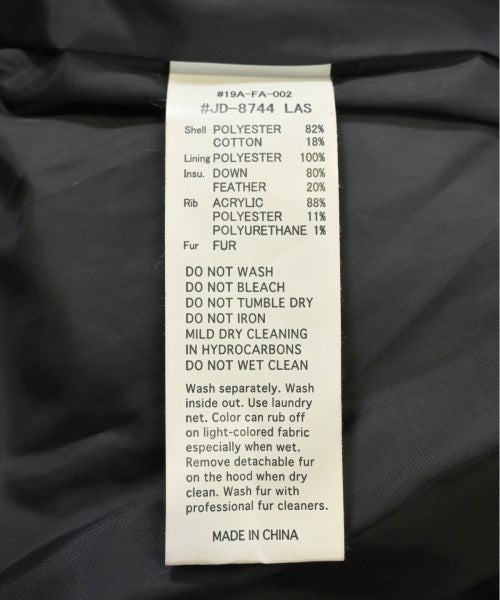 #19A-FA-002
#JD-8744 LAS
Shell POLYESTER 82%
COTTON 18%
Lining POLYESTER 100%
Insu. DOWN 80%
FEATHER 20%
Rib ACRYLIC 88%
POLYESTER 11%
POLYURETHANE 1%
Fur FUR
DO NOT WASH
DO NOT BLEACH
DO NOT TUMBLE DRY
DO NOT IRON
MILD DRY CLEANING
IN HYDROCARBONS
DO NOT WET CLEAN
Wash separately. Wash
inside out. Use laundry
net. Color can rub off
on light-colored fabric
especially when wet.
Remove detachable fur
on the hood when dry
clean. Wash fur with
professional fur cleaners.
MADE IN CHINA